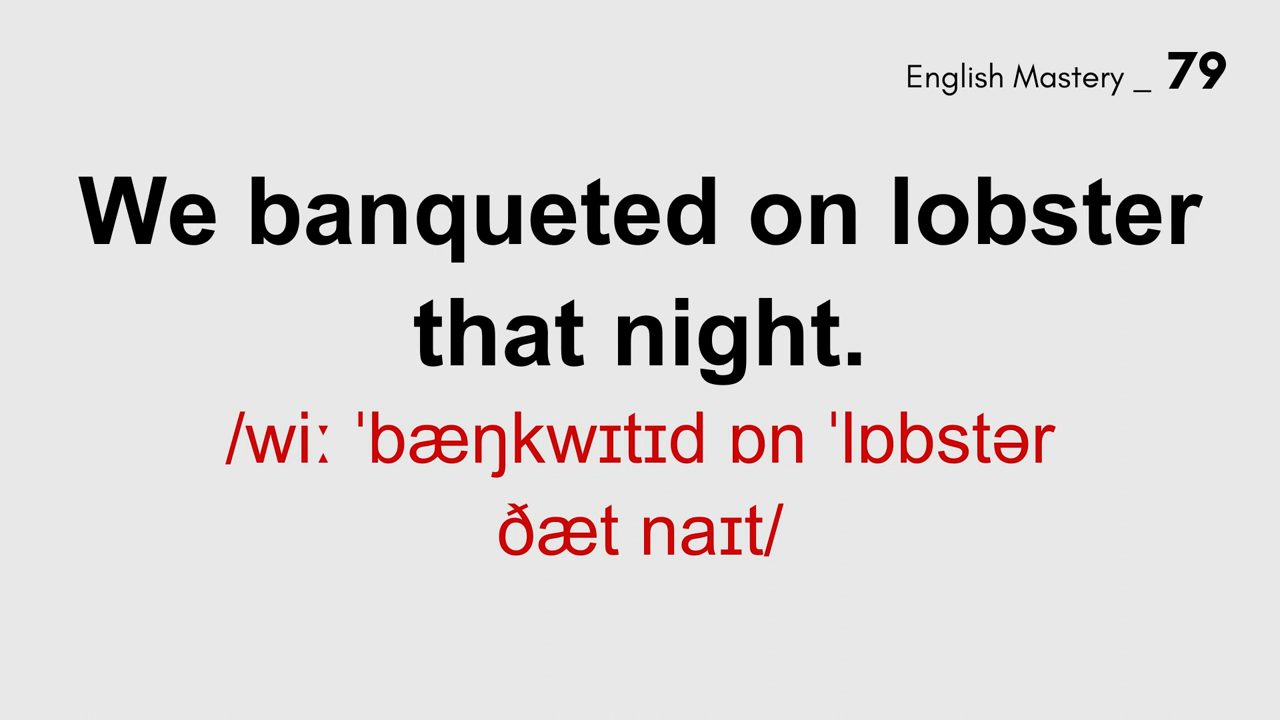 English Mastery _ 79
We banqueted on lobster
that night.
/wiː ˈbæŋkwɪtɪd ɒn ˈlɒbstər
ðæt naɪt/